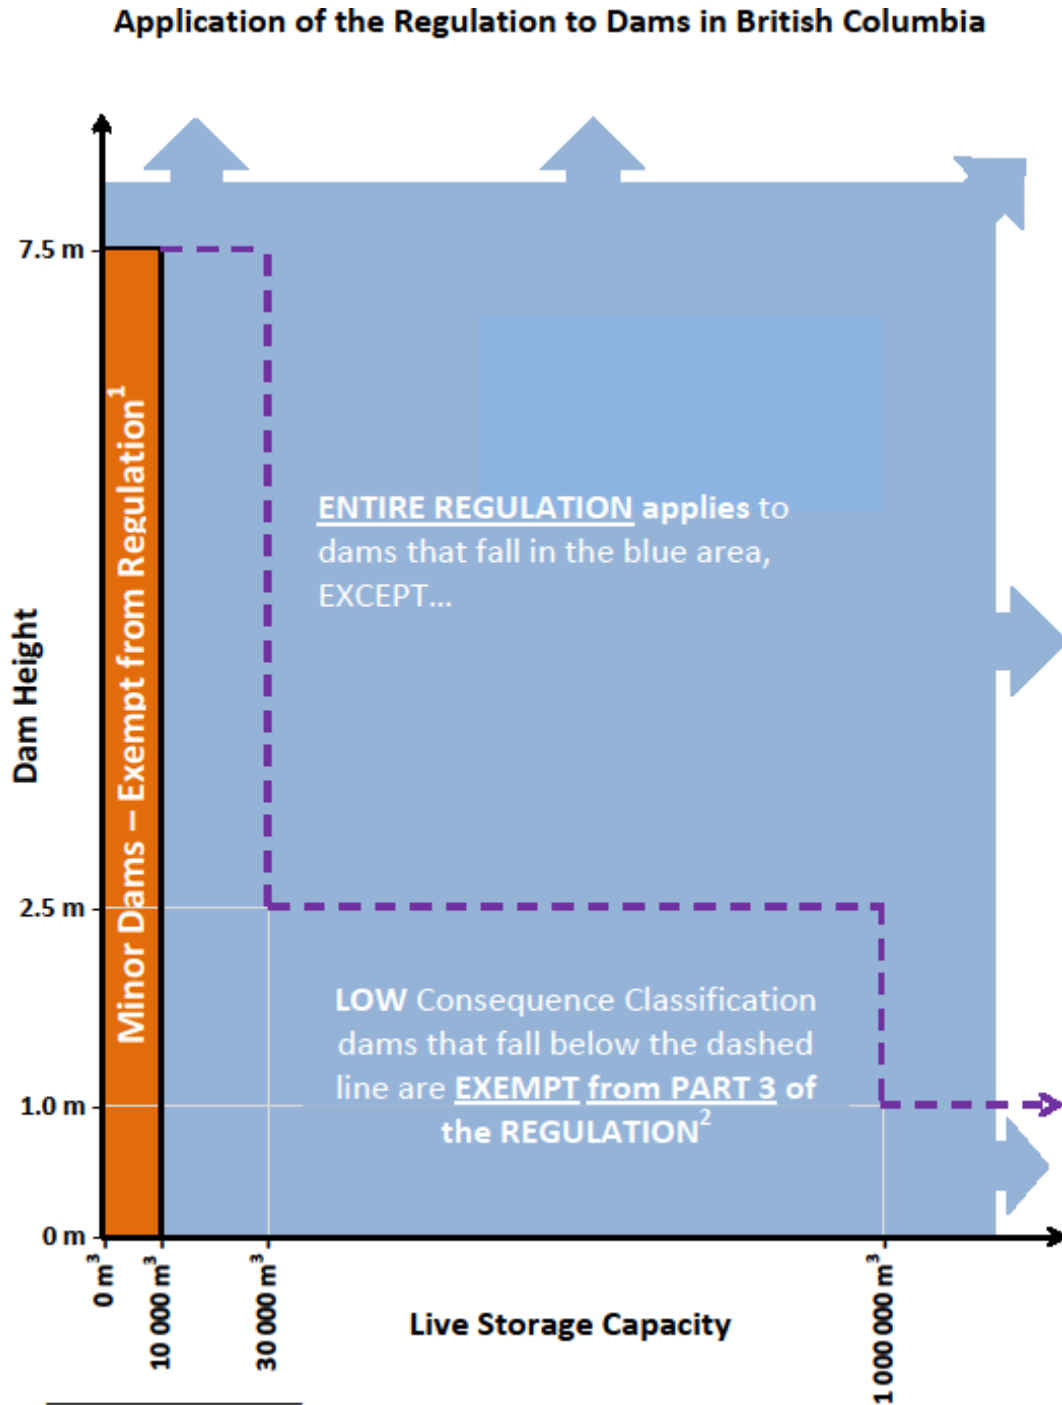 Application of the Regulation to Dams in British Columbia
7.5 m
2.5 m
1.0 m
0 m
Dam Height
Minor Dams – Exempt from Regulation¹
ENTIRE REGULATION applies to
dams that fall in the blue area,
EXCEPT...
LOW Consequence Classification
dams that fall below the dashed
line are EXEMPT from PART 3 of
the REGULATION²
0 m³
10 000 m³
30 000 m³
1 000 000 m³
Live Storage Capacity